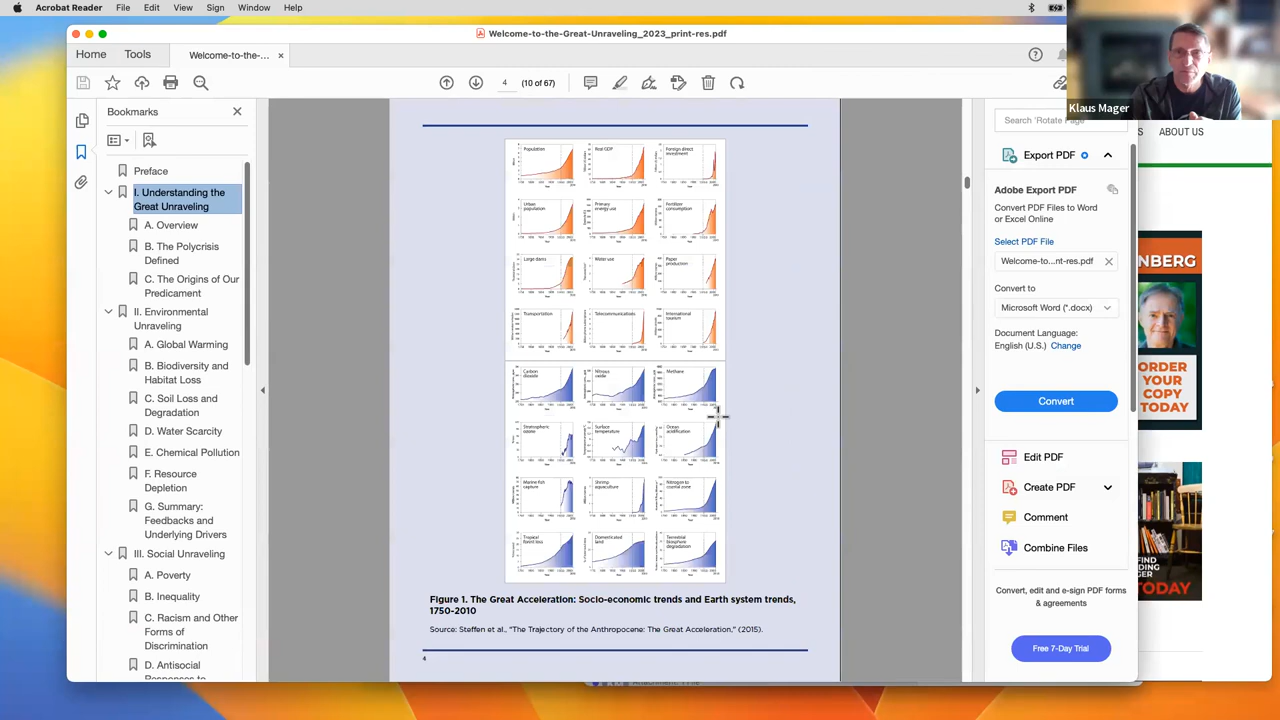 Acrobat Reader File Edit View Sign Window Help
Welcome-to-the-Great-Unraveling_2023_print-res.pdf
Home Tools Welcome-to-the-... ×
4 (10 of 67)
Klaus Mager
S ABOUT US
Bookmarks
Preface
I. Understanding the
Great Unraveling
A. Overview
B. The Polycrisis
Defined
C. The Origins of Our
Predicament
II. Environmental
Unraveling
A. Global Warming
B. Biodiversity and
Habitat Loss
C. Soil Loss and
Degradation
D. Water Scarcity
E. Chemical Pollution
F. Resource
Depletion
G. Summary:
Feedbacks and
Underlying Drivers
III. Social Unraveling
A. Poverty
B. Inequality
C. Racism and Other
Forms of
Discrimination
D. Antisocial
Responses to
Population Real GDP Foreign direct
investment
Urban
population
Primary
energy use
Fertilizer
consumption
Large dams Water use Paper
production
Transportation Telecommunications International
tourism
Carbon
dioxide
Nitrous
oxide
Methane
Stratospheric
ozone
Surface
temperature
Ocean
acidification
Marine fish
capture
Shrimp
aquaculture
Nitrogen to
coastal zone
Tropical
forest loss
Domesticated
land
Terrestrial
biosphere
degradation
Figure 1. The Great Acceleration: Socio-economic trends and Earth system trends,
1750-2010
Source: Steffen et al., "The Trajectory of the Anthropocene: The Great Acceleration," (2015).
4
Search 'Rotate Page'
Export PDF
Adobe Export PDF
Convert PDF Files to Word
or Excel Online
Select PDF File
Welcome-to...nt-res.pdf
Convert to
Microsoft Word (*.docx)
Document Language:
English (U.S.) Change
Convert
Edit PDF
Create PDF
Comment
Combine Files
Convert, edit and e-sign PDF forms
& agreements
Free 7-Day Trial
NBERG
ORDER
YOUR
COPY
TODAY
FIND
GER
TODAY